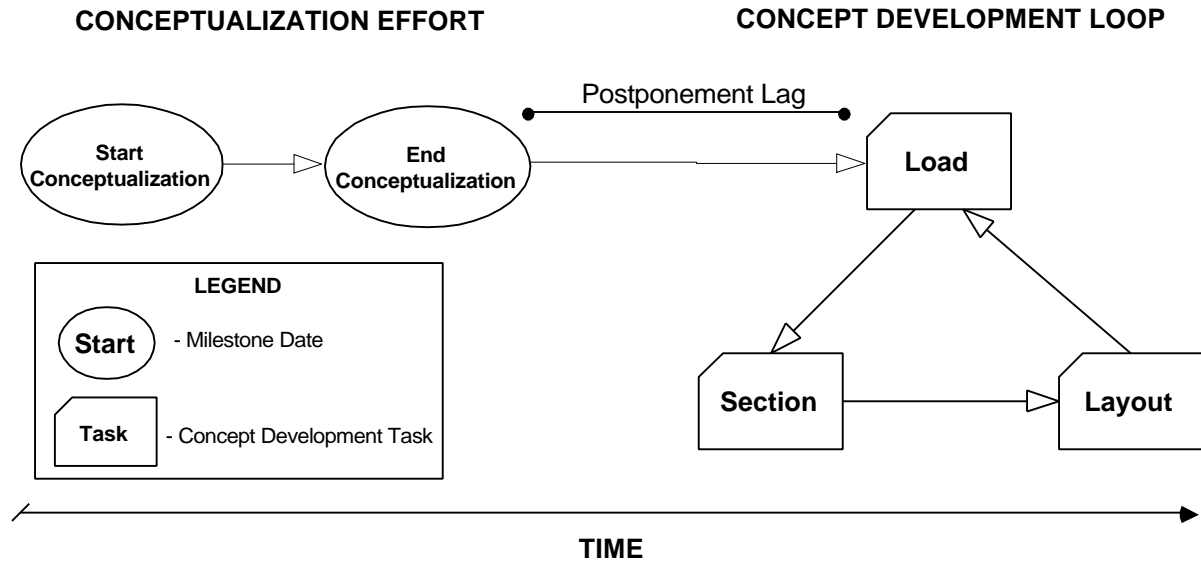 CONCEPTUALIZATION EFFORT
CONCEPT DEVELOPMENT LOOP
Postponement Lag
Start
Conceptualization
End
Conceptualization
Load
LEGEND
Start
- Milestone Date
Task
- Concept Development Task
Section
Layout
TIME